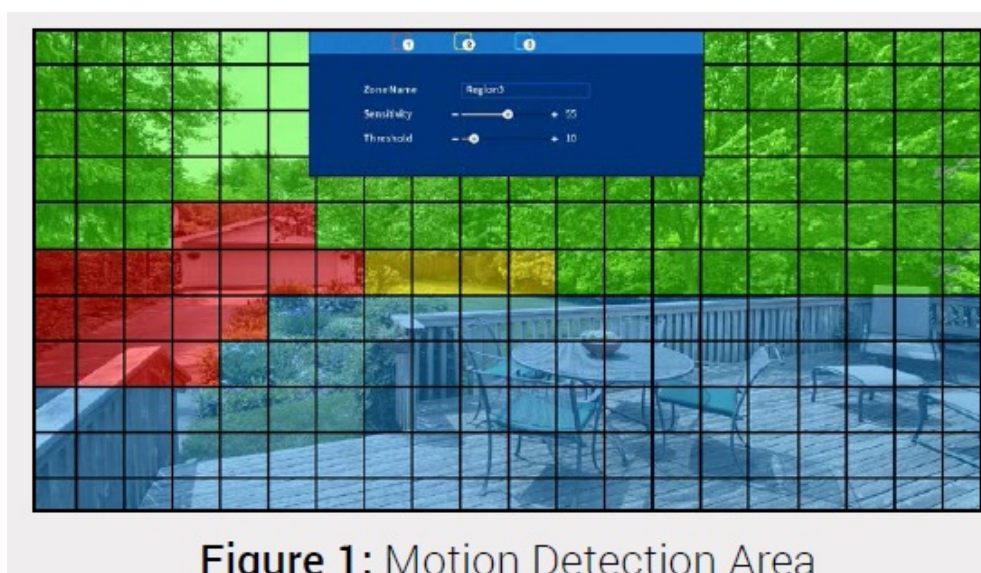 1 2 3
Zone Name Region3
Sensitivity - + 55
Threshold - + 10
Figure 1: Motion Detection Area